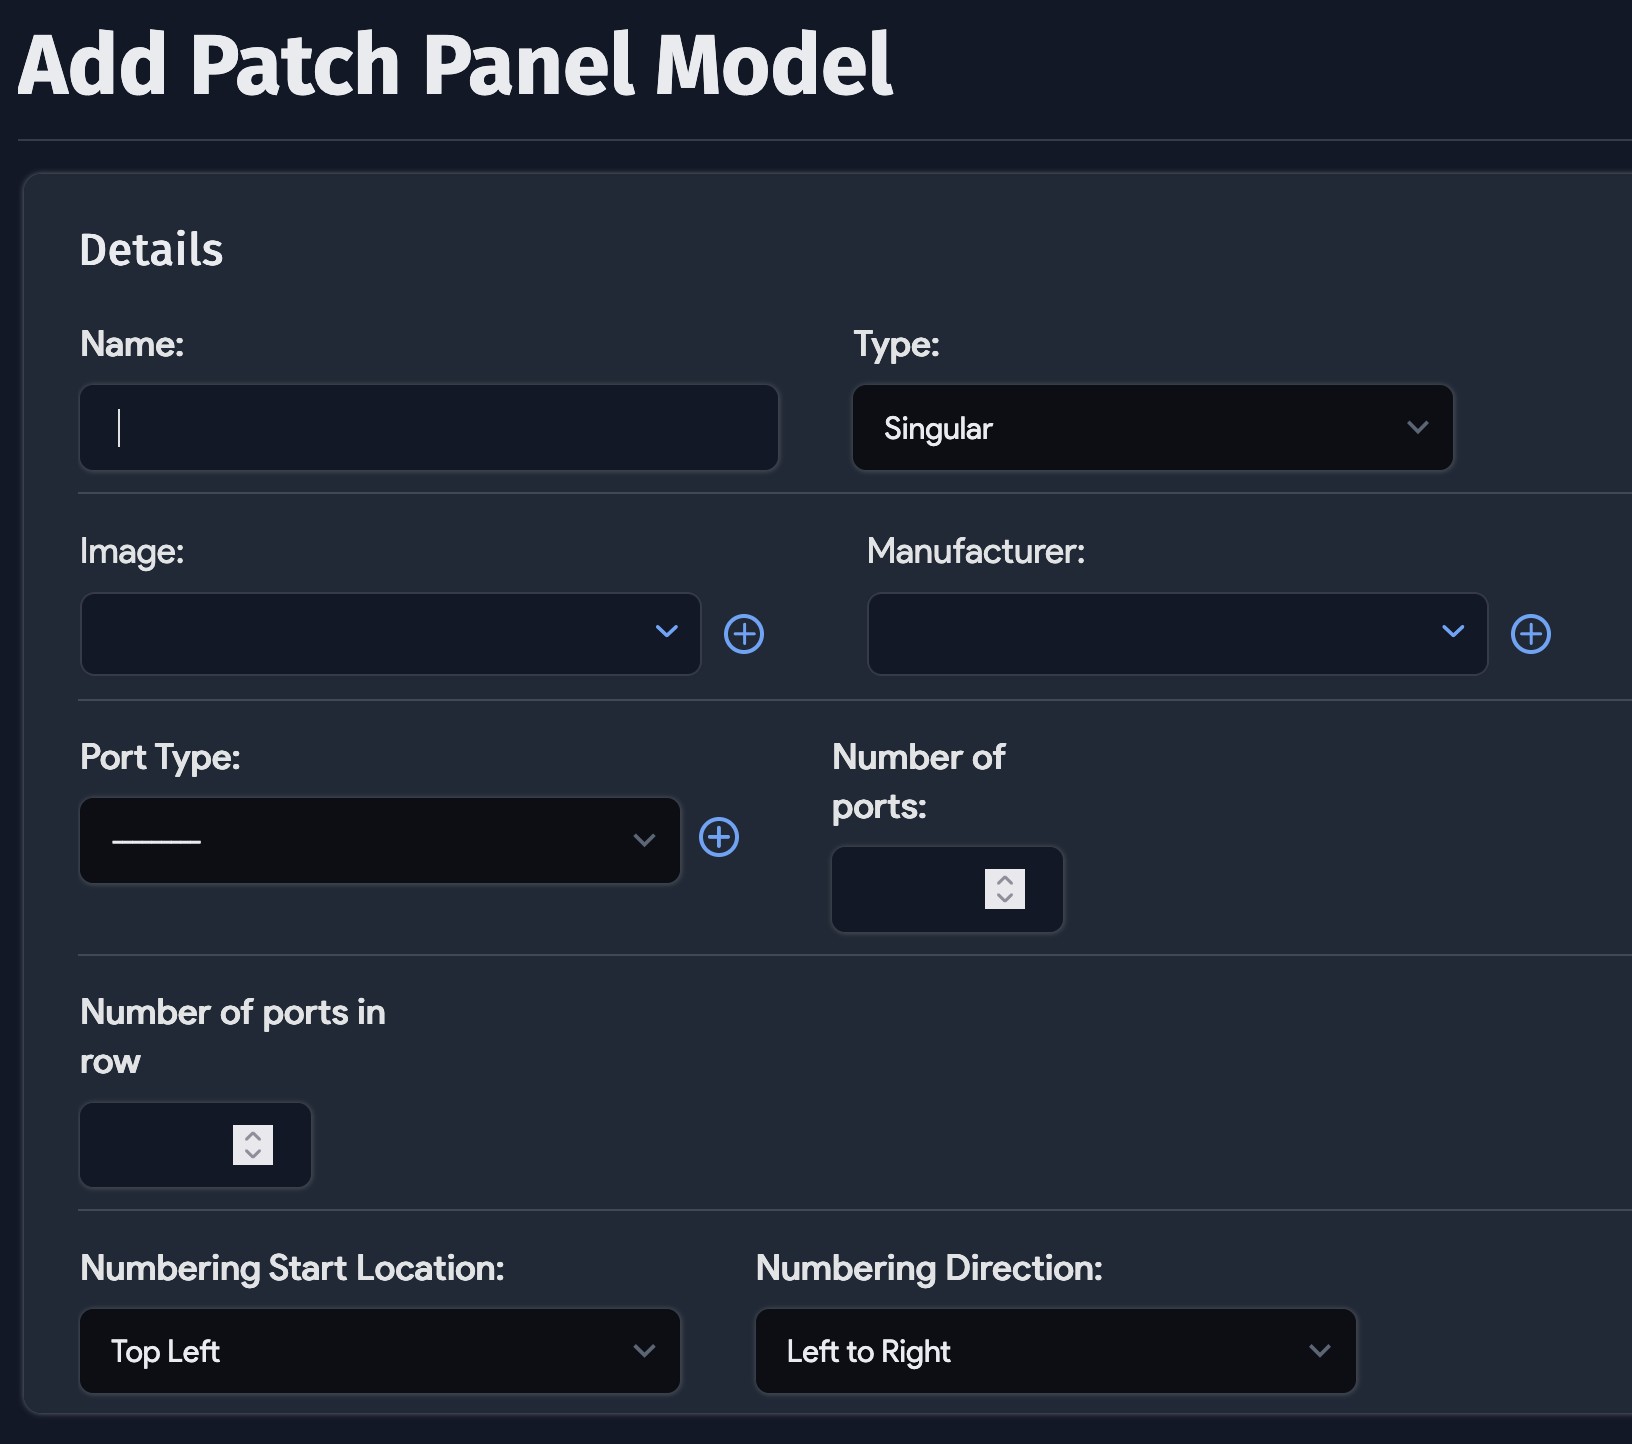 Add Patch Panel Model
Details
Name:
Type:
Singular
Image:
Manufacturer:
Port Type:
Number of
ports:
---------
Number of ports in
row
Numbering Start Location:
Numbering Direction:
Top Left
Left to Right